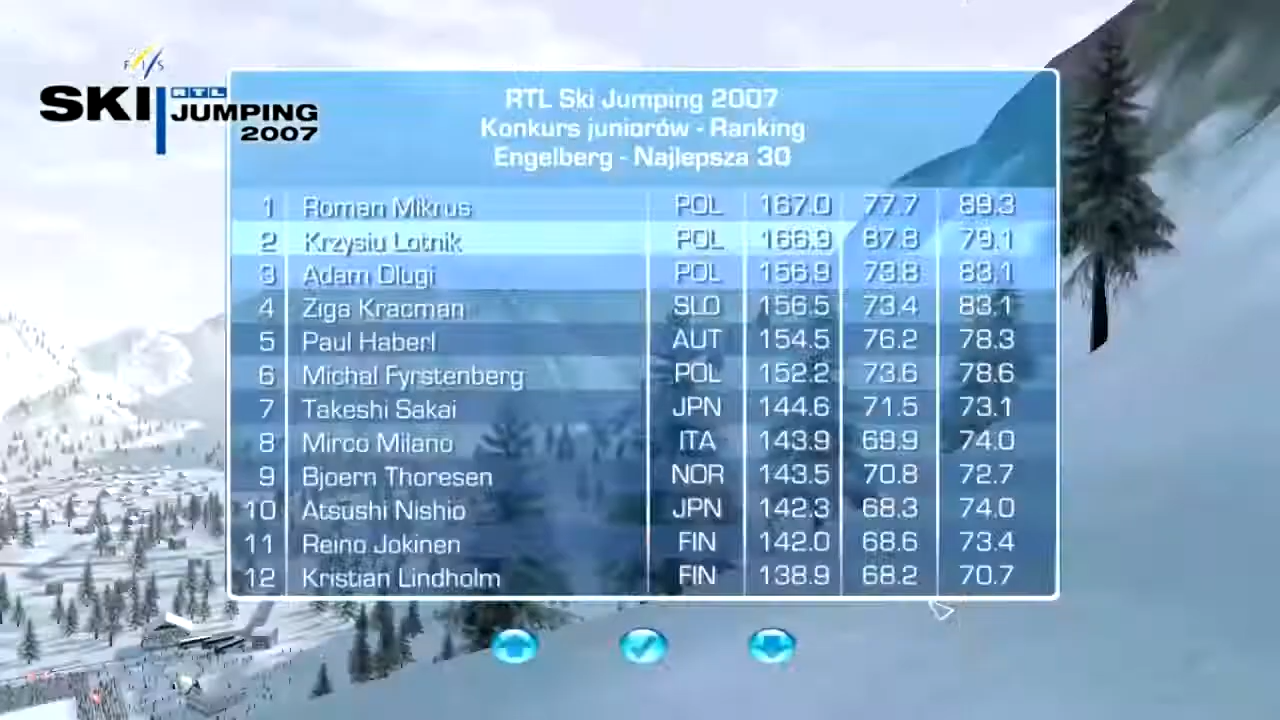 FIS
SKI RTL JUMPING 2007
RTL Ski Jumping 2007
Konkurs juniorów - Ranking
Engelberg - Najlepsza 30
1 Roman Mikrus POL 167.0 77.7 89.3
2 Krzysiu Lotnik POL 166.9 87.8 79.1
3 Adam Dlugi POL 156.9 73.8 83.1
4 Ziga Kracman SLO 156.5 73.4 83.1
5 Paul Haberl AUT 154.5 76.2 78.3
6 Michal Fyrstenberg POL 152.2 73.6 78.6
7 Takeshi Sakai JPN 144.6 71.5 73.1
8 Mirco Milano ITA 143.9 69.9 74.0
9 Bjoern Thoresen NOR 143.5 70.8 72.7
10 Atsushi Nishio JPN 142.3 68.3 74.0
11 Reino Jokinen FIN 142.0 68.6 73.4
12 Kristian Lindholm FIN 138.9 68.2 70.7